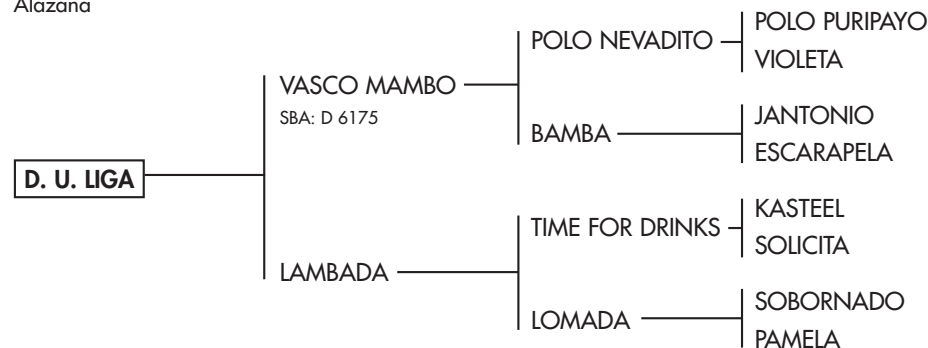 Alazana
D. U. LIGA
VASCO MAMBO
SBA: D 6175
LAMBADA
POLO NEVADITO
BAMBA
TIME FOR DRINKS
LOMADA
POLO PURIPAYO
VIOLETA
JANTONIO
ESCARAPELA
KASTEEL
SOLICITA
SOBORNADO
PAMELA